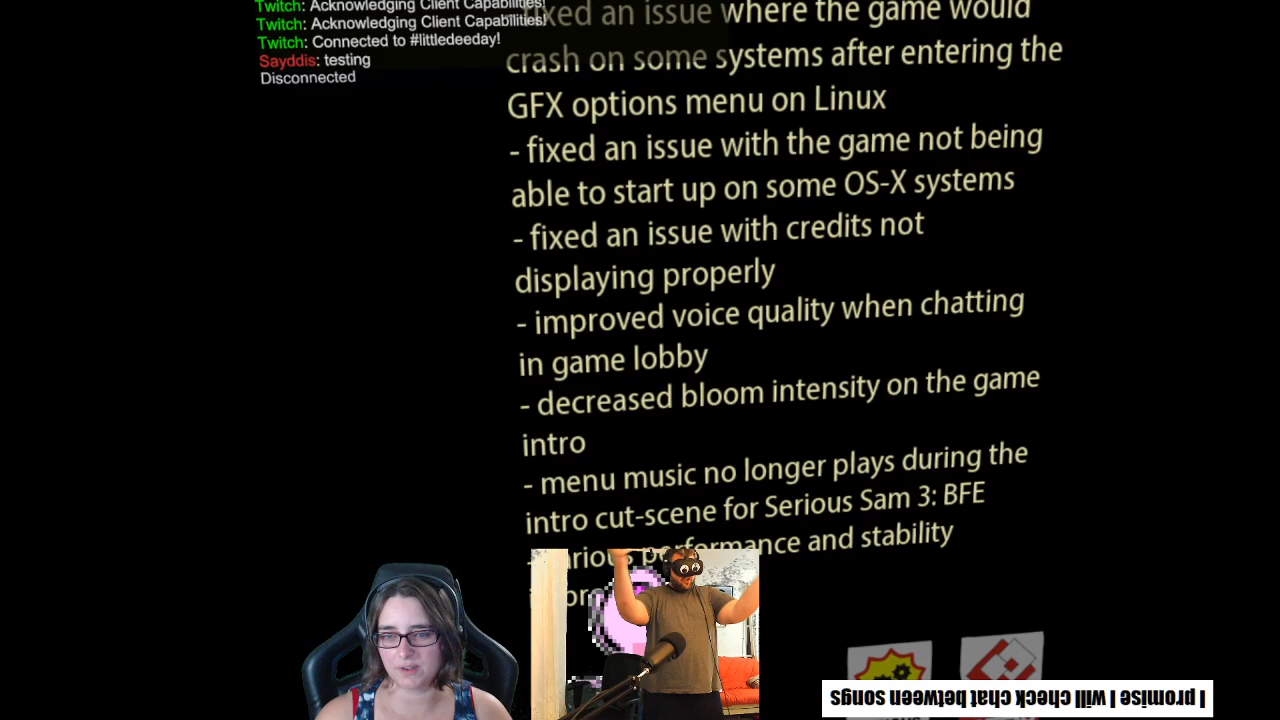 Twitch: Acknowledging Client Capabilities!
Twitch: Acknowledging Client Capabilities!
Twitch: Connected to #littledeeday!
Sayddis: testing
Disconnected
fixed an issue where the game would
crash on some systems after entering the
GFX options menu on Linux
- fixed an issue with the game not being
able to start up on some OS-X systems
- fixed an issue with credits not
displaying properly
- improved voice quality when chatting
in game lobby
- decreased bloom intensity on the game
intro
- menu music no longer plays during the
intro cut-scene for Serious Sam 3: BFE
- various performance and stability
I promise I will check chat between songs